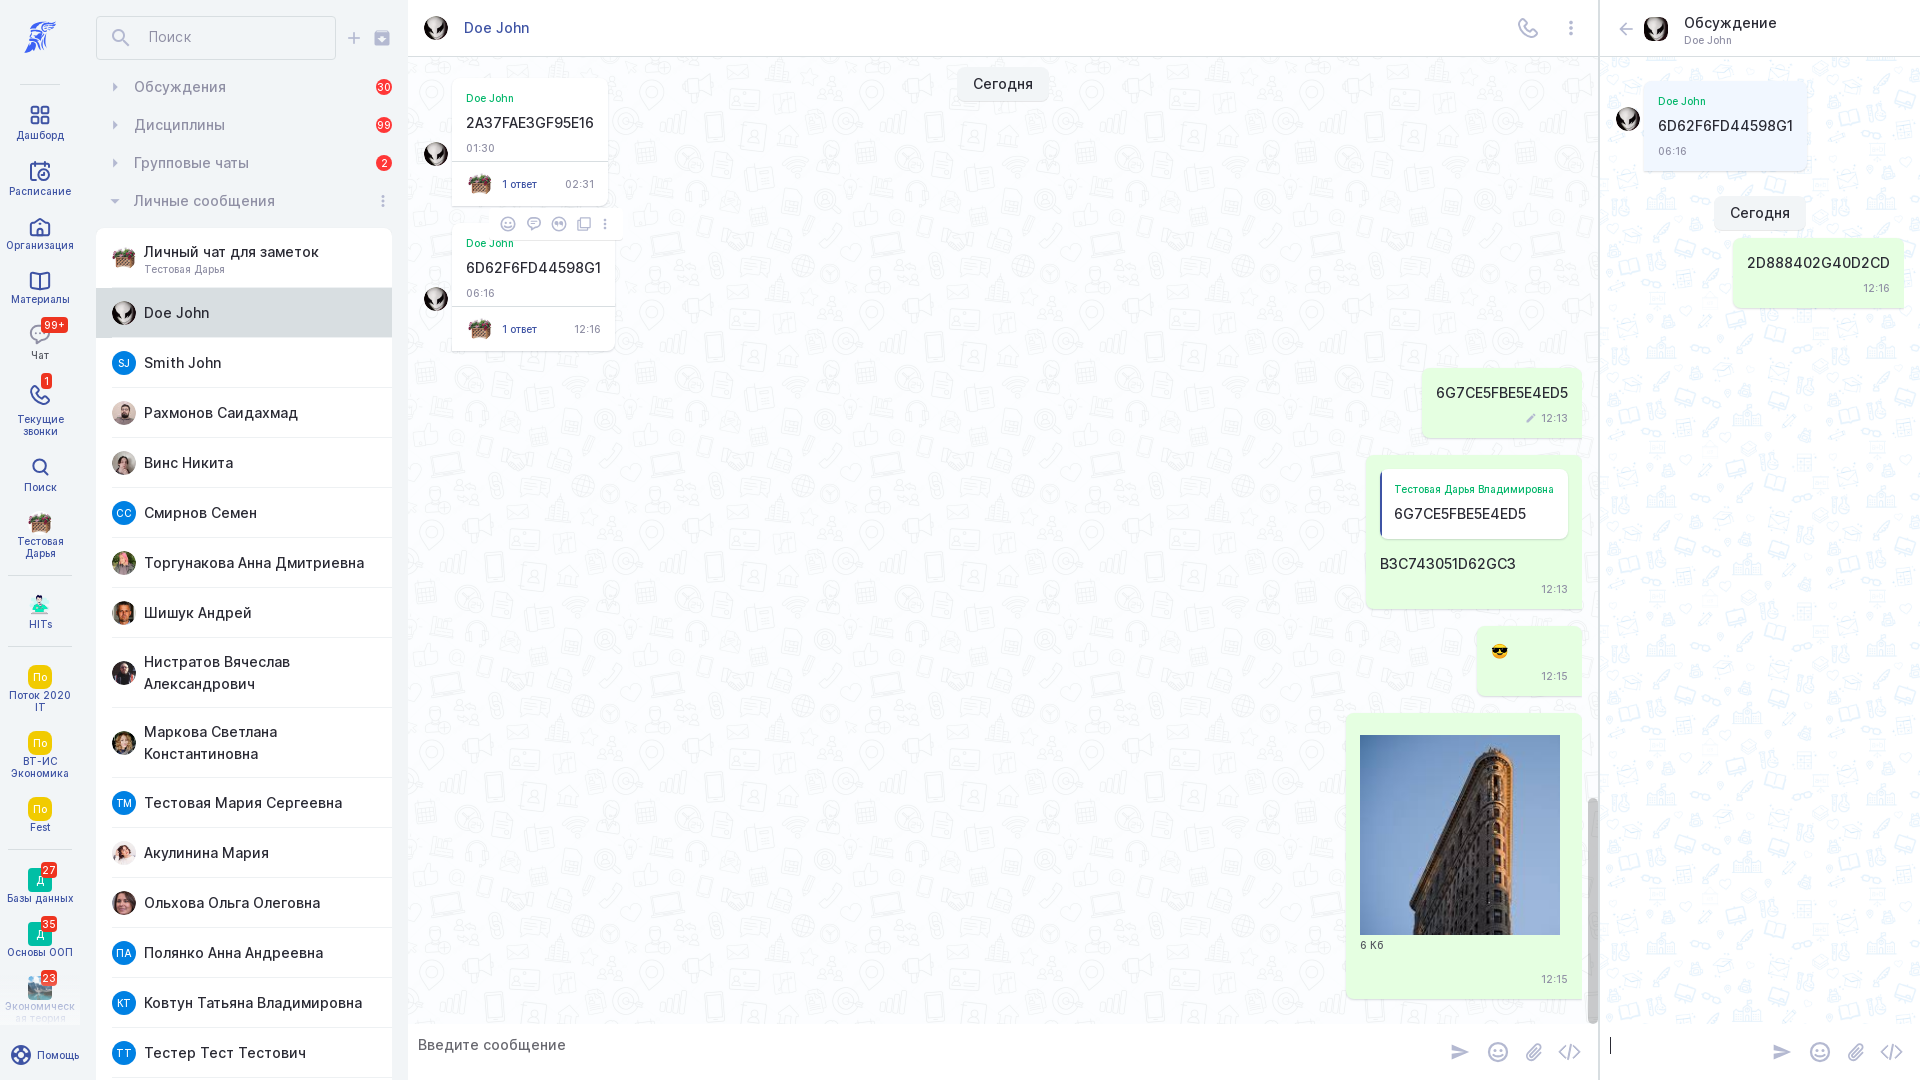 Дашборд
Расписание
Организация
Материалы
99+
Чат
1
Текущие
звонки
Поиск
Тестовая
Дарья
HITs
По
Поток 2020
IT
По
ВТ-ИС
Экономика
По
Fest
27
Д
Базы данных
35
Д
Основы ООП
23
Экономическ
ая теория
Помощь
Поиск
Обсуждения
30
Дисциплины
99
Групповые чаты
2
Личные сообщения
Личный чат для заметок
Тестовая Дарья
Doe John
SJ
Smith John
Рахмонов Саидахмад
Винс Никита
СС
Смирнов Семен
Торгунакова Анна Дмитриевна
Шишук Андрей
Нистратов Вячеслав
Александрович
Маркова Светлана
Константиновна
ТМ
Тестовая Мария Сергеевна
Акулинина Мария
Ольхова Ольга Олеговна
ПА
Полянко Анна Андреевна
КТ
Ковтун Татьяна Владимировна
ТТ
Тестер Тест Тестович
Doe John
Сегодня
Doe John
2A37FAE3GF95E16
01:30
1 ответ
02:31
Doe John
6D62F6FD44598G1
06:16
1 ответ
12:16
6G7CE5FBE5E4ED5
12:13
Тестовая Дарья Владимировна
6G7CE5FBE5E4ED5
B3C743051D62GC3
12:13
12:15
6 Кб
12:15
Введите сообщение
Обсуждение
Doe John
Doe John
6D62F6FD44598G1
06:16
Сегодня
2D888402G40D2CD
12:16